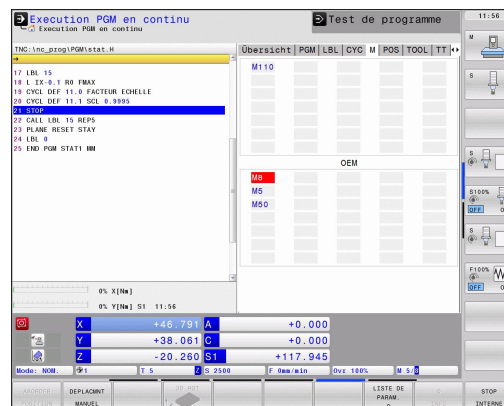 Execution PGM en continu
Execution PGM en continu
Test de programme
11:56
TNC:\nc_prog\PGM\stat.H
→
17 LBL 15
18 L IX-0.1 R0 FMAX
19 CYCL DEF 11.0 FACTEUR ECHELLE
20 CYCL DEF 11.1 SCL 0.9995
21 STOP
22 CALL LBL 15 REP5
23 PLANE RESET STAY
24 LBL 0
25 END PGM STAT1 MM
Übersicht PGM LBL CYC M POS TOOL TT
M110
OEM
M8
M5
M60
0% X[Nm]
0% Y[Nm] S1 11:56
X +46.791 A +0.000
Y +38.061 C +0.000
Z -20.260 S1 +117.945
Mode: NOM. 1 T 5 Z S 2500 F 0mm/min Ovr 100% M 5/8
M
S
S
S100%
OFF
S
F100%
OFF
DEPLACMNT
MANUEL
3D ROT
LISTE DE
PARAM.
Q
INFO
STOP
INTERNE